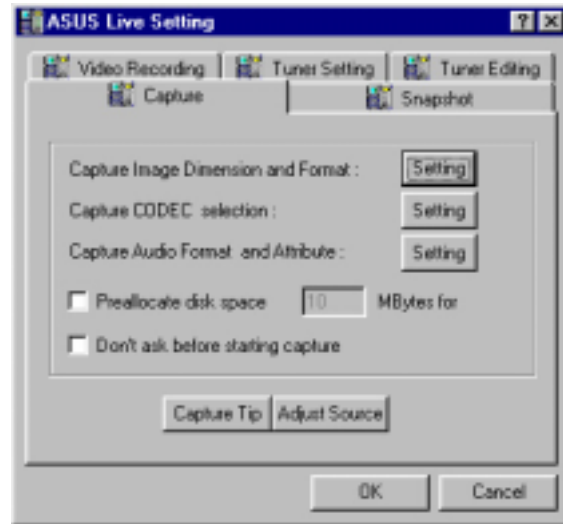 ASUS Live Setting
Video Recording Tuner Setting Tuner Editing
Capture Snapshot
Capture Image Dimension and Format : Setting
Capture CODEC selection : Setting
Capture Audio Format and Attribute : Setting
Preallocate disk space 10 MBytes for
Don't ask before starting capture
Capture Tip Adjust Source
OK Cancel